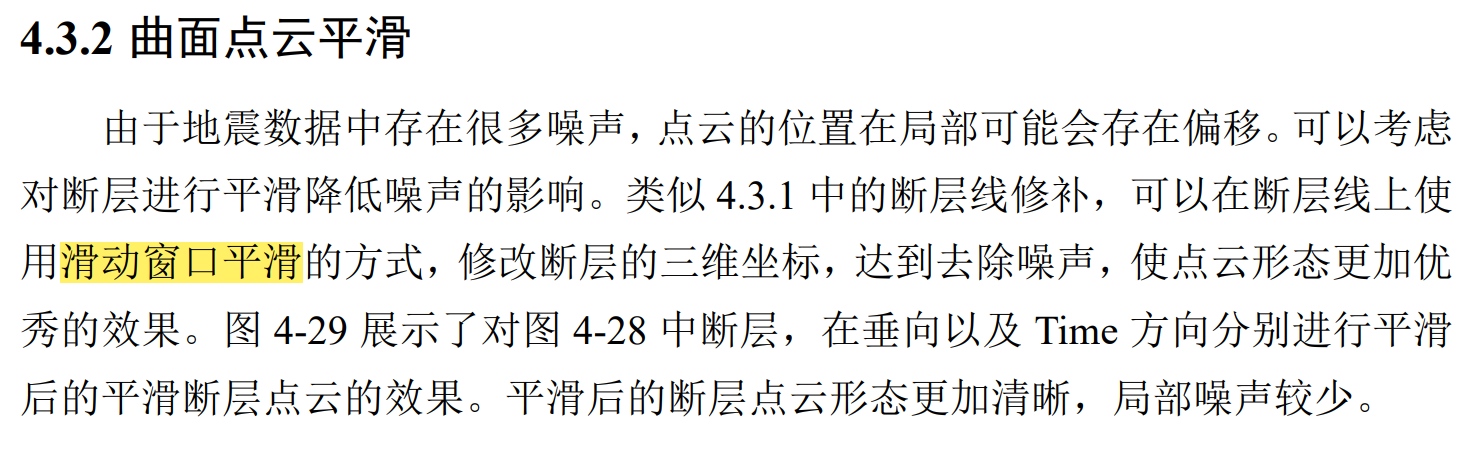 4.3.2 曲面点云平滑
由于地震数据中存在很多噪声，点云的位置在局部可能会存在偏移。可以考虑
对断层进行平滑降低噪声的影响。类似 4.3.1 中的断层线修补，可以在断层线上使
用滑动窗口平滑的方式，修改断层的三维坐标，达到去除噪声，使点云形态更加优
秀的效果。图 4-29 展示了对图 4-28 中断层，在垂向以及 Time 方向分别进行平滑
后的平滑断层点云的效果。平滑后的断层点云形态更加清晰，局部噪声较少。